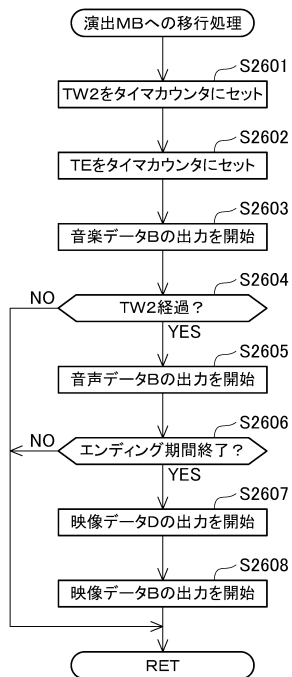 演出MBへの移行処理
S2601
TW2をタイマカウンタにセット
S2602
TEをタイマカウンタにセット
S2603
音楽データBの出力を開始
S2604
NO
TW2経過?
YES
S2605
音声データBの出力を開始
S2606
NO
エンディング期間終了?
YES
S2607
映像データDの出力を開始
S2608
映像データBの出力を開始
RET